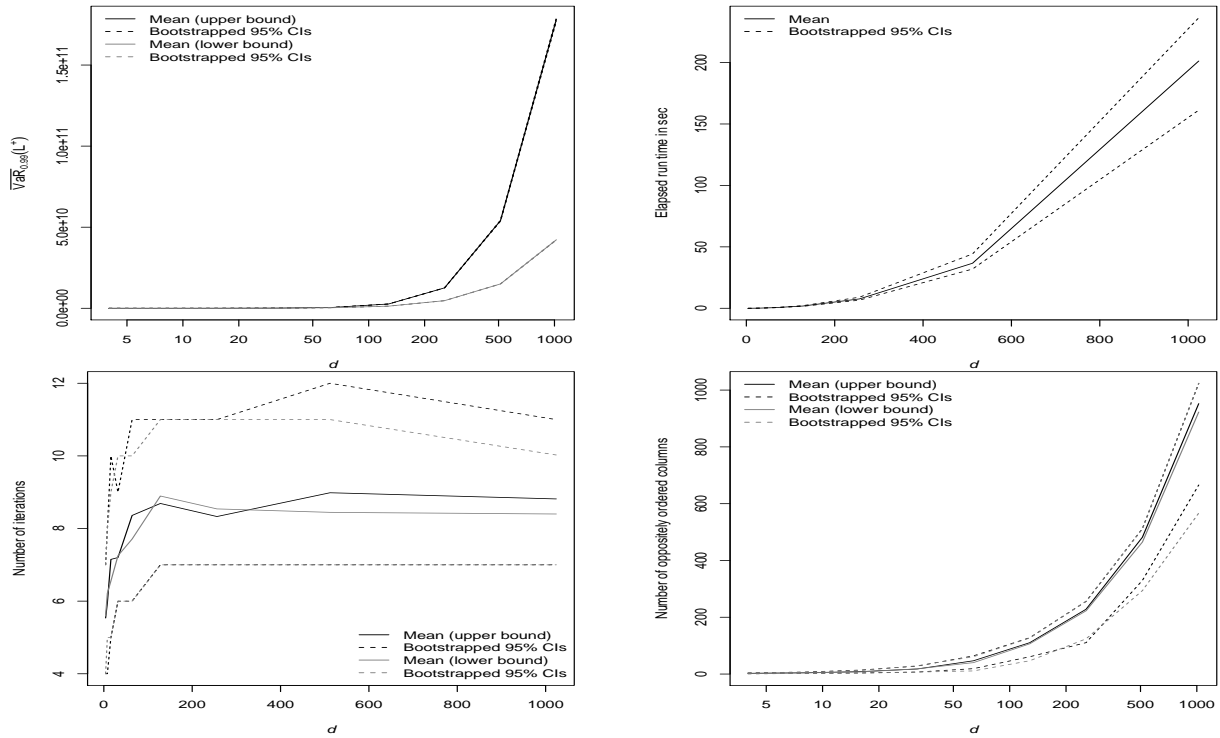 Mean (upper bound)
Bootstrapped 95% CIs
Mean (lower bound)
Bootstrapped 95% CIs
VaR0.99(L+)
0.0e+00 5.0e+10 1.0e+11 1.5e+11
5 10 20 50 100 200 500 1000
d
Mean
Bootstrapped 95% CIs
Elapsed run time in sec
0 50 100 150 200
0 200 400 600 800 1000
d
Number of iterations
4 6 8 10 12
Mean (upper bound)
Bootstrapped 95% CIs
Mean (lower bound)
Bootstrapped 95% CIs
0 200 400 600 800 1000
d
Mean (upper bound)
Bootstrapped 95% CIs
Mean (lower bound)
Bootstrapped 95% CIs
Number of oppositely ordered columns
0 200 400 600 800 1000
5 10 20 50 100 200 500 1000
d